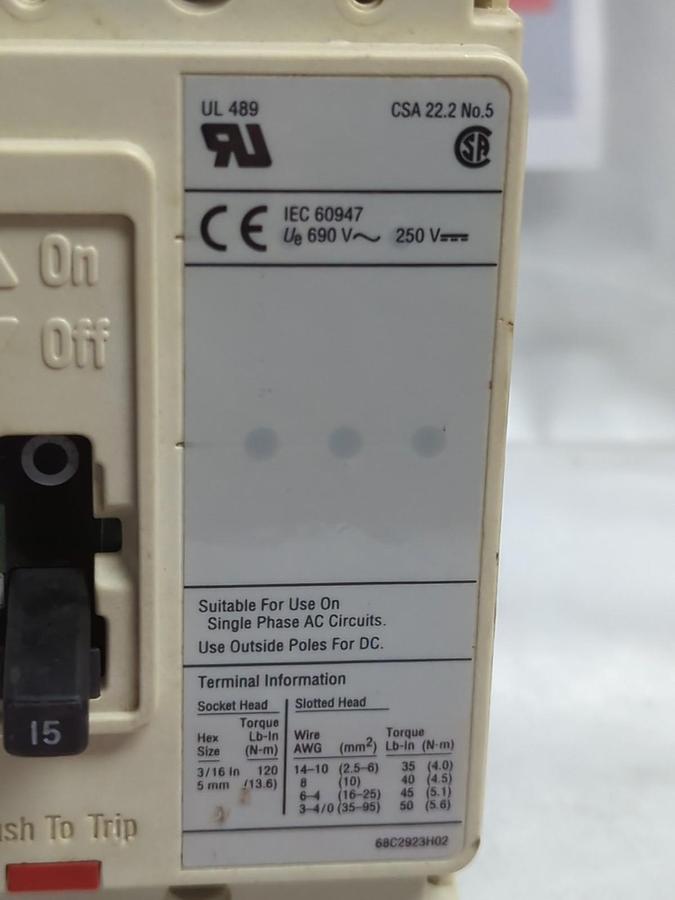 UL 489
CSA 22.2 No.5
IEC 60947
Ue 690 V 250 V
On
Off
Suitable For Use On
Single Phase AC Circuits.
Use Outside Poles For DC.
Terminal Information
Socket Head
Hex Torque
Size Lb-In
(N-m)
3/16 In 120
5 mm (13.6)
Slotted Head
Wire Torque
AWG (mm²) Lb-In (N-m)
14-10 (2.5-6) 35 (4.0)
8 (10) 40 (4.5)
6-4 (16-25) 45 (5.1)
3-4/0 (35-95) 50 (5.6)
68C2923H02
15
To Trip